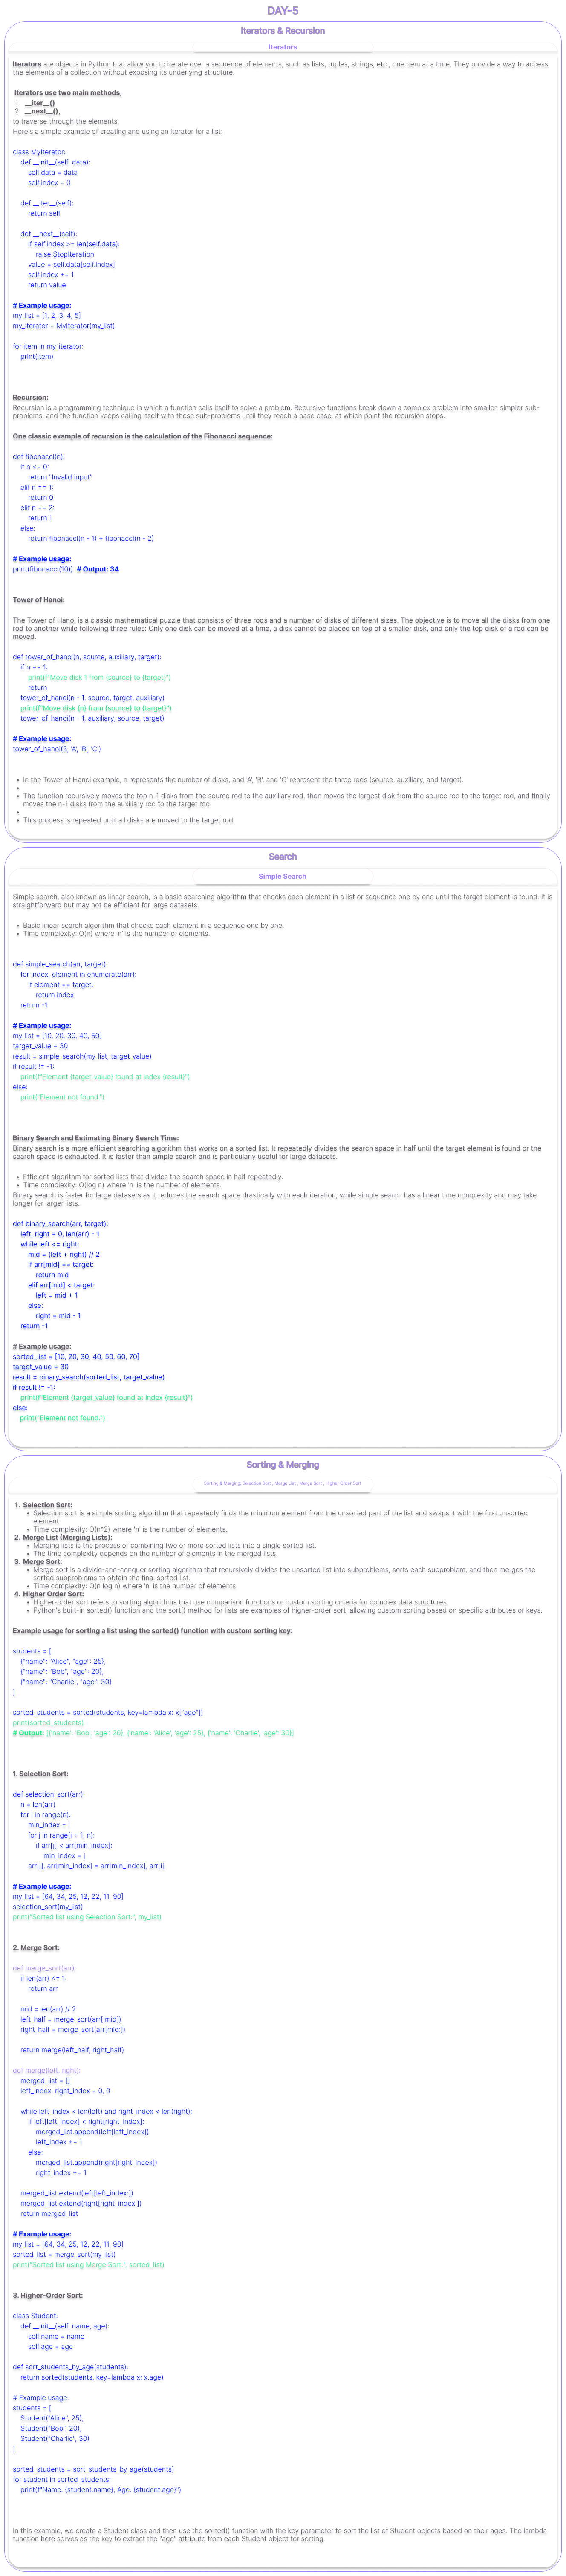 DAY-5
Iterators & Recursion
Iterators
Iterators are objects in Python that allow you to iterate over a sequence of elements, such as lists, tuples, strings, etc., one item at a time. They provide a way to access
the elements of a collection without exposing its underlying structure.
Iterators use two main methods,
1. __iter__()
2. __next__(),
to traverse through the elements.
Here's a simple example of creating and using an iterator for a list:
class MyIterator:
    def __init__(self, data):
        self.data = data
        self.index = 0
    def __iter__(self):
        return self
    def __next__(self):
        if self.index >= len(self.data):
            raise StopIteration
        value = self.data[self.index]
        self.index += 1
        return value
# Example usage:
my_list = [1, 2, 3, 4, 5]
my_iterator = MyIterator(my_list)
for item in my_iterator:
    print(item)
Recursion:
Recursion is a programming technique in which a function calls itself to solve a problem. Recursive functions break down a complex problem into smaller, simpler sub-
problems, and the function keeps calling itself with these sub-problems until they reach a base case, at which point the recursion stops.
One classic example of recursion is the calculation of the Fibonacci sequence:
def fibonacci(n):
    if n <= 0:
        return "Invalid input"
    elif n == 1:
        return 0
    elif n == 2:
        return 1
    else:
        return fibonacci(n - 1) + fibonacci(n - 2)
# Example usage:
print(fibonacci(10))  # Output: 34
Tower of Hanoi:
The Tower of Hanoi is a classic mathematical puzzle that consists of three rods and a number of disks of different sizes. The objective is to move all the disks from one
rod to another while following three rules: Only one disk can be moved at a time, a disk cannot be placed on top of a smaller disk, and only the top disk of a rod can be
moved.
def tower_of_hanoi(n, source, auxiliary, target):
    if n == 1:
        print(f"Move disk 1 from {source} to {target}")
        return
    tower_of_hanoi(n - 1, source, target, auxiliary)
    print(f"Move disk {n} from {source} to {target}")
    tower_of_hanoi(n - 1, auxiliary, source, target)
# Example usage:
tower_of_hanoi(3, 'A', 'B', 'C')
• In the Tower of Hanoi example, n represents the number of disks, and 'A', 'B', and 'C' represent the three rods (source, auxiliary, and target).
•
• The function recursively moves the top n-1 disks from the source rod to the auxiliary rod, then moves the largest disk from the source rod to the target rod, and finally
moves the n-1 disks from the auxiliary rod to the target rod.
•
• This process is repeated until all disks are moved to the target rod.
Search
Simple Search
Simple search, also known as linear search, is a basic searching algorithm that checks each element in a list or sequence one by one until the target element is found. It is
straightforward but may not be efficient for large datasets.
• Basic linear search algorithm that checks each element in a sequence one by one.
• Time complexity: O(n) where 'n' is the number of elements.
def simple_search(arr, target):
    for index, element in enumerate(arr):
        if element == target:
            return index
    return -1
# Example usage:
my_list = [10, 20, 30, 40, 50]
target_value = 30
result = simple_search(my_list, target_value)
if result != -1:
    print(f"Element {target_value} found at index {result}")
else:
    print("Element not found.")
Binary Search and Estimating Binary Search Time:
Binary search is a more efficient searching algorithm that works on a sorted list. It repeatedly divides the search space in half until the target element is found or the
search space is exhausted. It is faster than simple search and is particularly useful for large datasets.
• Efficient algorithm for sorted lists that divides the search space in half repeatedly.
• Time complexity: O(log n) where 'n' is the number of elements.
Binary search is faster for large datasets as it reduces the search space drastically with each iteration, while simple search has a linear time complexity and may take
longer for larger lists.
def binary_search(arr, target):
    left, right = 0, len(arr) - 1
    while left <= right:
        mid = (left + right) // 2
        if arr[mid] == target:
            return mid
        elif arr[mid] < target:
            left = mid + 1
        else:
            right = mid - 1
    return -1
# Example usage:
sorted_list = [10, 20, 30, 40, 50, 60, 70]
target_value = 30
result = binary_search(sorted_list, target_value)
if result != -1:
    print(f"Element {target_value} found at index {result}")
else:
    print("Element not found.")
Sorting & Merging
Sorting & Merging: Selection Sort , Merge List , Merge Sort , Higher Order Sort
1. Selection Sort:
• Selection sort is a simple sorting algorithm that repeatedly finds the minimum element from the unsorted part of the list and swaps it with the first unsorted
element.
• Time complexity: O(n^2) where 'n' is the number of elements.
2. Merge List (Merging Lists):
• Merging lists is the process of combining two or more sorted lists into a single sorted list.
• The time complexity depends on the number of elements in the merged lists.
3. Merge Sort:
• Merge sort is a divide-and-conquer sorting algorithm that recursively divides the unsorted list into subproblems, sorts each subproblem, and then merges the
sorted subproblems to obtain the final sorted list.
• Time complexity: O(n log n) where 'n' is the number of elements.
4. Higher Order Sort:
• Higher-order sort refers to sorting algorithms that use comparison functions or custom sorting criteria for complex data structures.
• Python's built-in sorted() function and the sort() method for lists are examples of higher-order sort, allowing custom sorting based on specific attributes or keys.
Example usage for sorting a list using the sorted() function with custom sorting key:
students = [
    {"name": "Alice", "age": 25},
    {"name": "Bob", "age": 20},
    {"name": "Charlie", "age": 30}
]
sorted_students = sorted(students, key=lambda x: x["age"])
print(sorted_students)
# Output: [{'name': 'Bob', 'age': 20}, {'name': 'Alice', 'age': 25}, {'name': 'Charlie', 'age': 30}]
1. Selection Sort:
def selection_sort(arr):
    n = len(arr)
    for i in range(n):
        min_index = i
        for j in range(i + 1, n):
            if arr[j] < arr[min_index]:
                min_index = j
        arr[i], arr[min_index] = arr[min_index], arr[i]
# Example usage:
my_list = [64, 34, 25, 12, 22, 11, 90]
selection_sort(my_list)
print("Sorted list using Selection Sort:", my_list)
2. Merge Sort:
def merge_sort(arr):
    if len(arr) <= 1:
        return arr
    mid = len(arr) // 2
    left_half = merge_sort(arr[:mid])
    right_half = merge_sort(arr[mid:])
    return merge(left_half, right_half)
def merge(left, right):
    merged_list = []
    left_index, right_index = 0, 0
    while left_index < len(left) and right_index < len(right):
        if left[left_index] < right[right_index]:
            merged_list.append(left[left_index])
            left_index += 1
        else:
            merged_list.append(right[right_index])
            right_index += 1
    merged_list.extend(left[left_index:])
    merged_list.extend(right[right_index:])
    return merged_list
# Example usage:
my_list = [64, 34, 25, 12, 22, 11, 90]
sorted_list = merge_sort(my_list)
print("Sorted list using Merge Sort:", sorted_list)
3. Higher-Order Sort:
class Student:
    def __init__(self, name, age):
        self.name = name
        self.age = age
def sort_students_by_age(students):
    return sorted(students, key=lambda x: x.age)
# Example usage:
students = [
    Student("Alice", 25),
    Student("Bob", 20),
    Student("Charlie", 30)
]
sorted_students = sort_students_by_age(students)
for student in sorted_students:
    print(f"Name: {student.name}, Age: {student.age}")
In this example, we create a Student class and then use the sorted() function with the key parameter to sort the list of Student objects based on their ages. The lambda
function here serves as the key to extract the "age" attribute from each Student object for sorting.